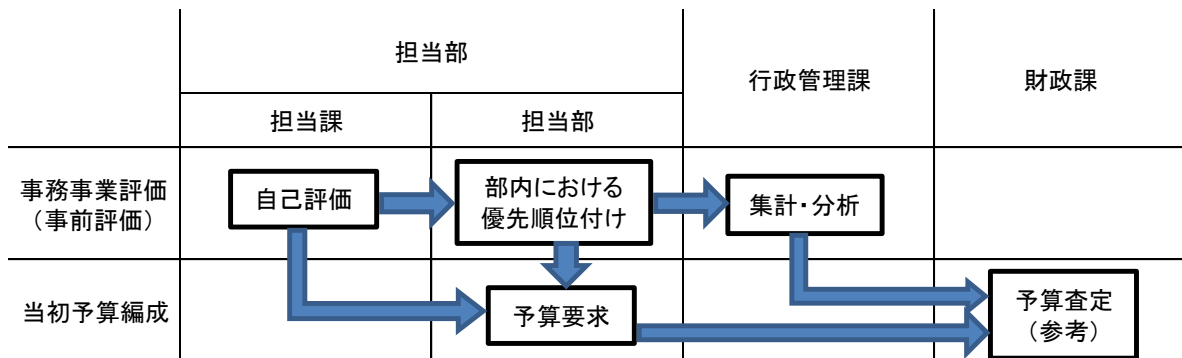 担当部
行政管理課
財政課
担当課
担当部
事務事業評価
（事前評価）
自己評価
部内における
優先順位付け
集計・分析
当初予算編成
予算要求
予算査定
（参考）